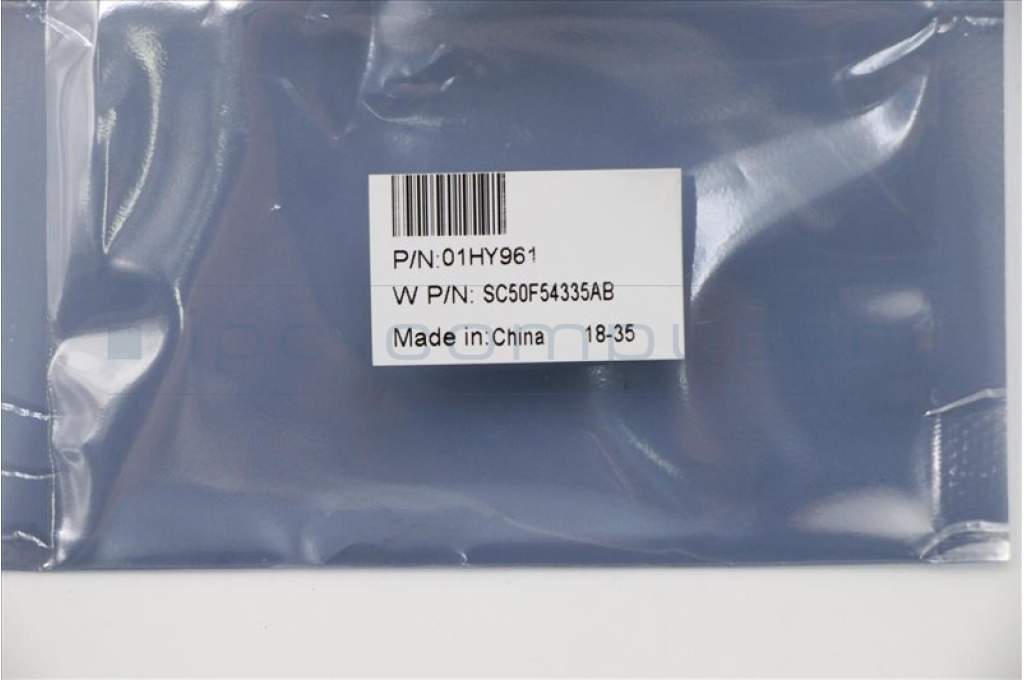 P/N:01HY961
W P/N: SC50F54335AB
Made in:China 18-35